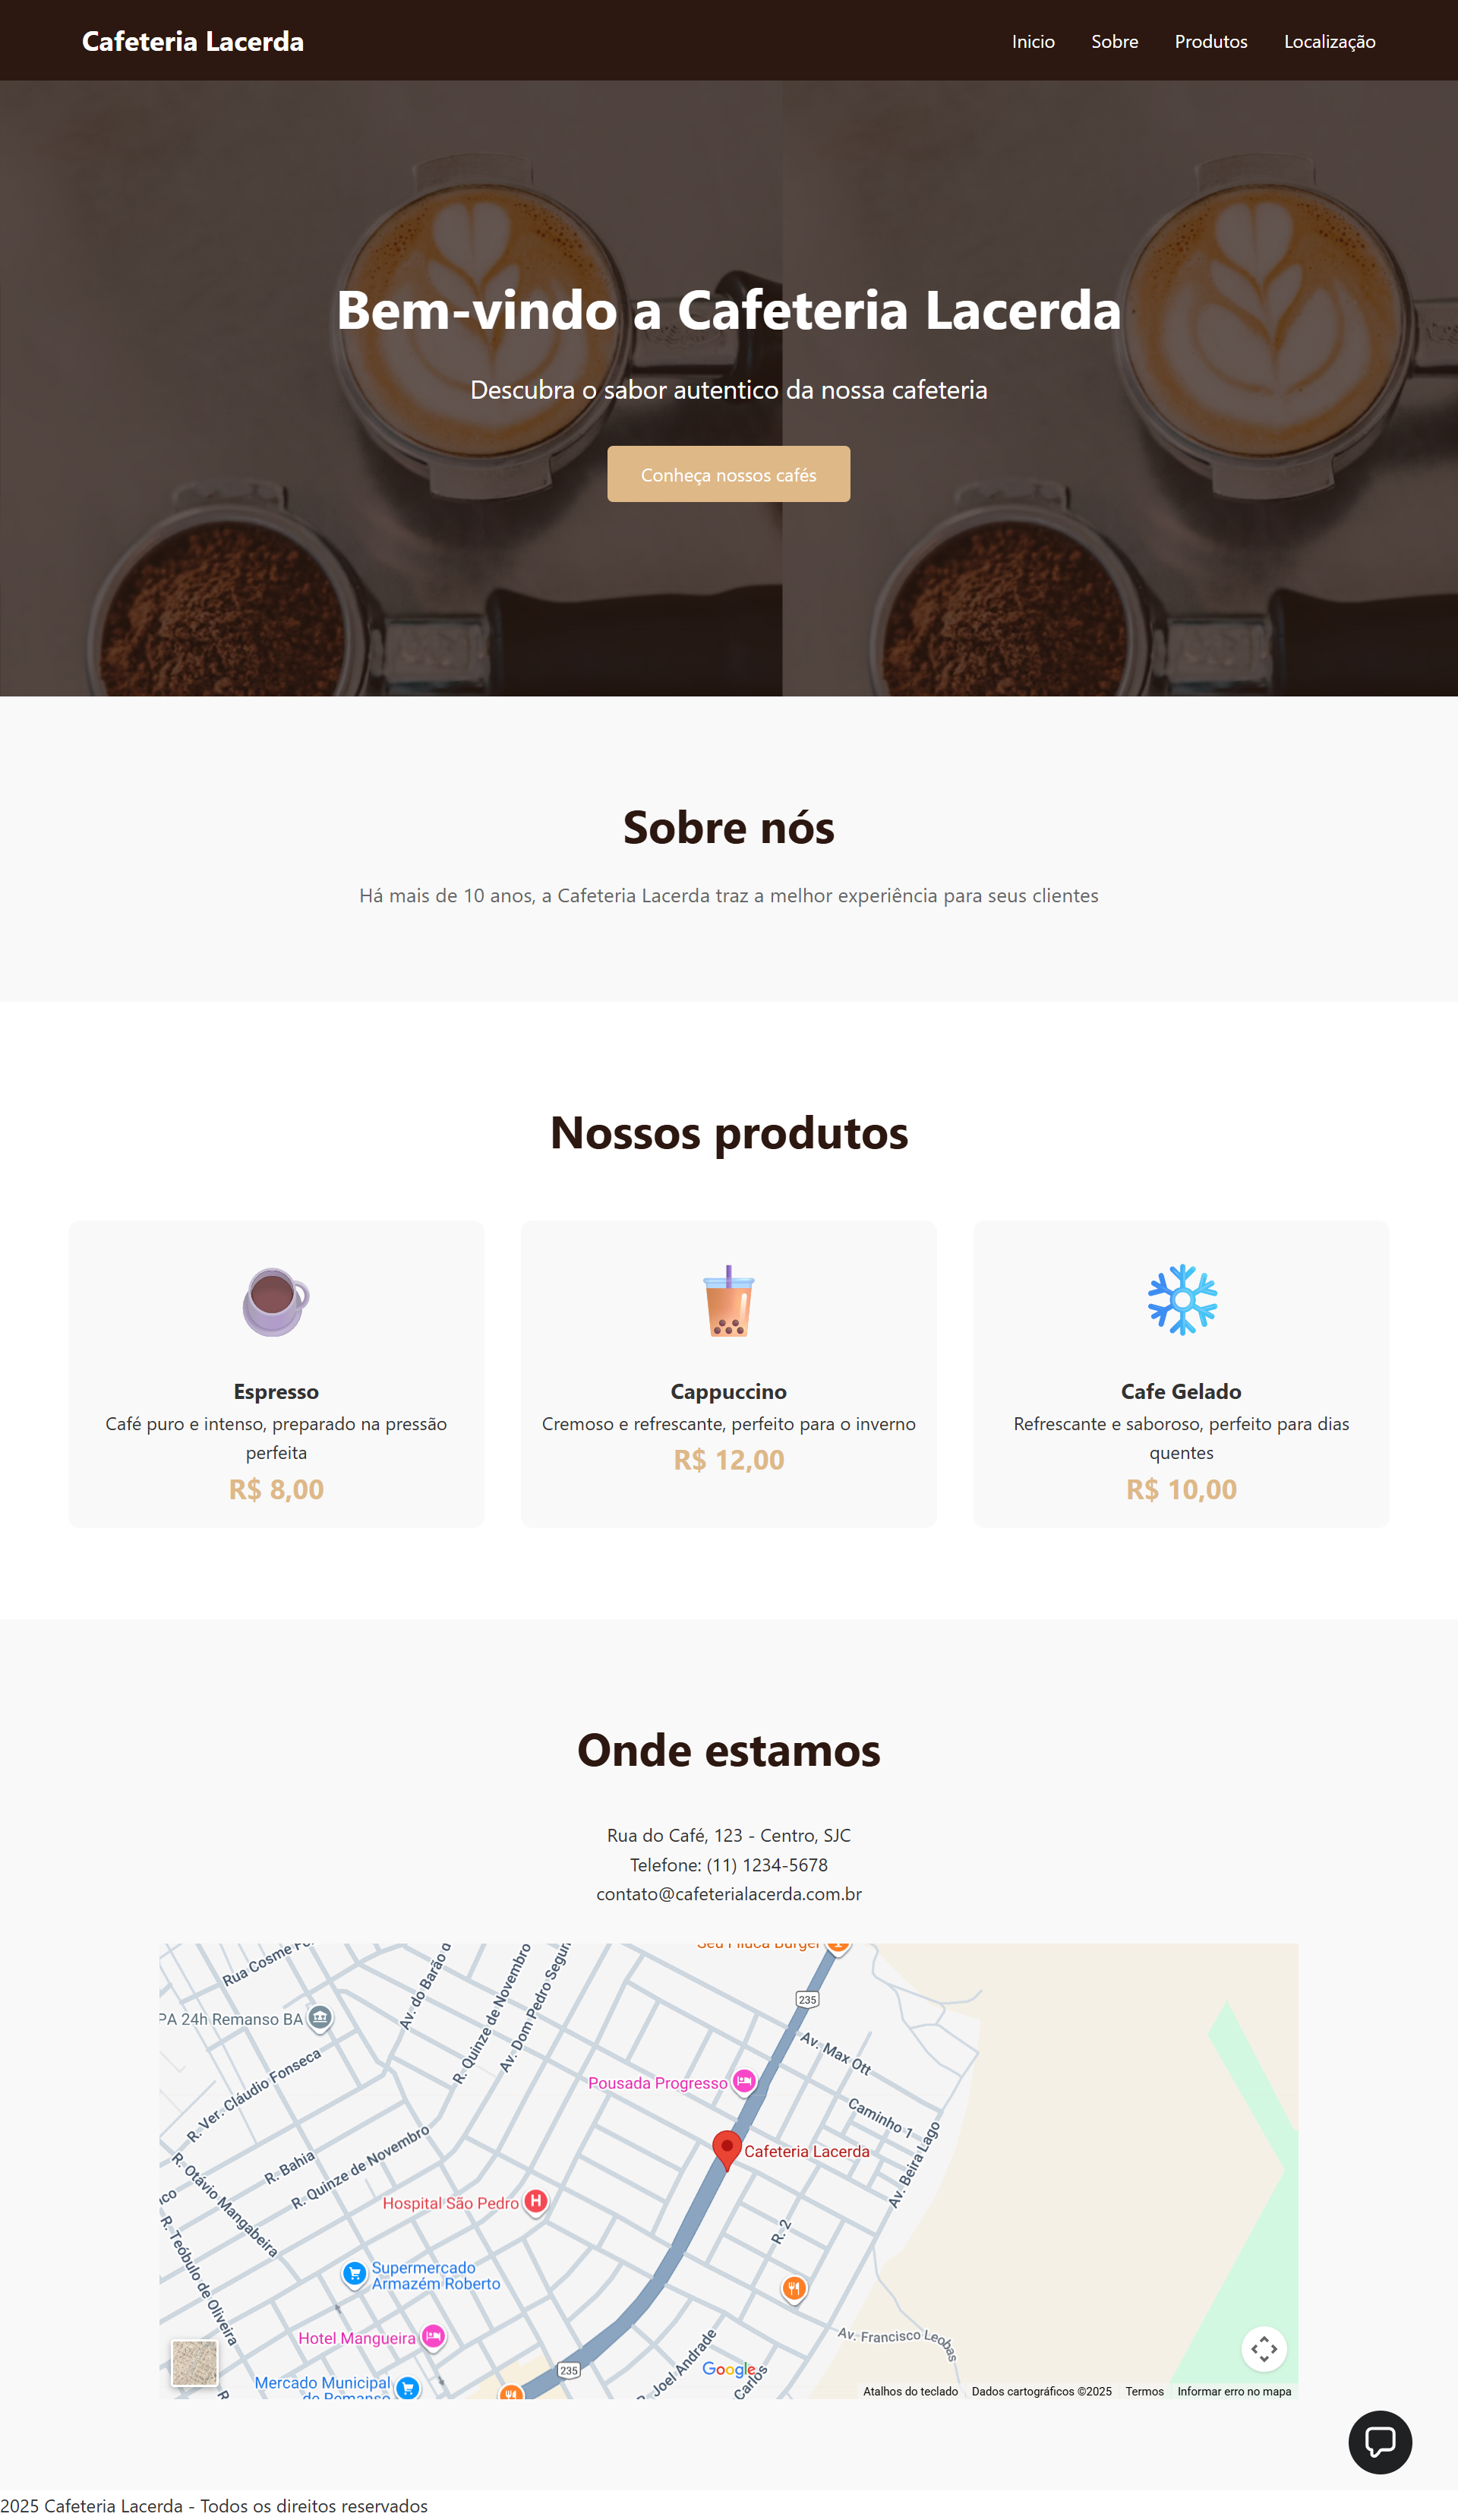 Cafeteria Lacerda
Inicio Sobre Produtos Localização
Bem-vindo a Cafeteria Lacerda
Descubra o sabor autentico da nossa cafeteria
Conheça nossos cafés
Sobre nós
Há mais de 10 anos, a Cafeteria Lacerda traz a melhor experiência para seus clientes
Nossos produtos
Espresso
Café puro e intenso, preparado na pressão
perfeita
R$ 8,00
Cappuccino
Cremoso e refrescante, perfeito para o inverno
R$ 12,00
Cafe Gelado
Refrescante e saboroso, perfeito para dias
quentes
R$ 10,00
Onde estamos
Rua do Café, 123 - Centro, SJC
Telefone: (11) 1234-5678
contato@cafeterialacerda.com.br
Rua Cosme
Av. do Barão d
R. Quinze de Novembro
Av. Dom Pedro Segun
Burger
235
PA 24h Remanso BA
Av. Max Ott
R. Ver. Cláudio Fonseca
Pousada Progresso
Caminho 1
Cafeteria Lacerda
Av. Beira Lago
R. Bahia
R. Quinze de Novembro
R. Otávio Mangabeira
Hospital São Pedro
H
R. 2
R. Teóbulo de Oliveira
Supermercado
Armazém Roberto
Hotel Mangueira
Av. Francisco Leobas
R. Joel Andrade
Carlos
Google
235
Mercado Municipal
de Remanso
Atalhos do teclado Dados cartográficos ©2025 Termos Informar erro no mapa
2025 Cafeteria Lacerda - Todos os direitos reservados